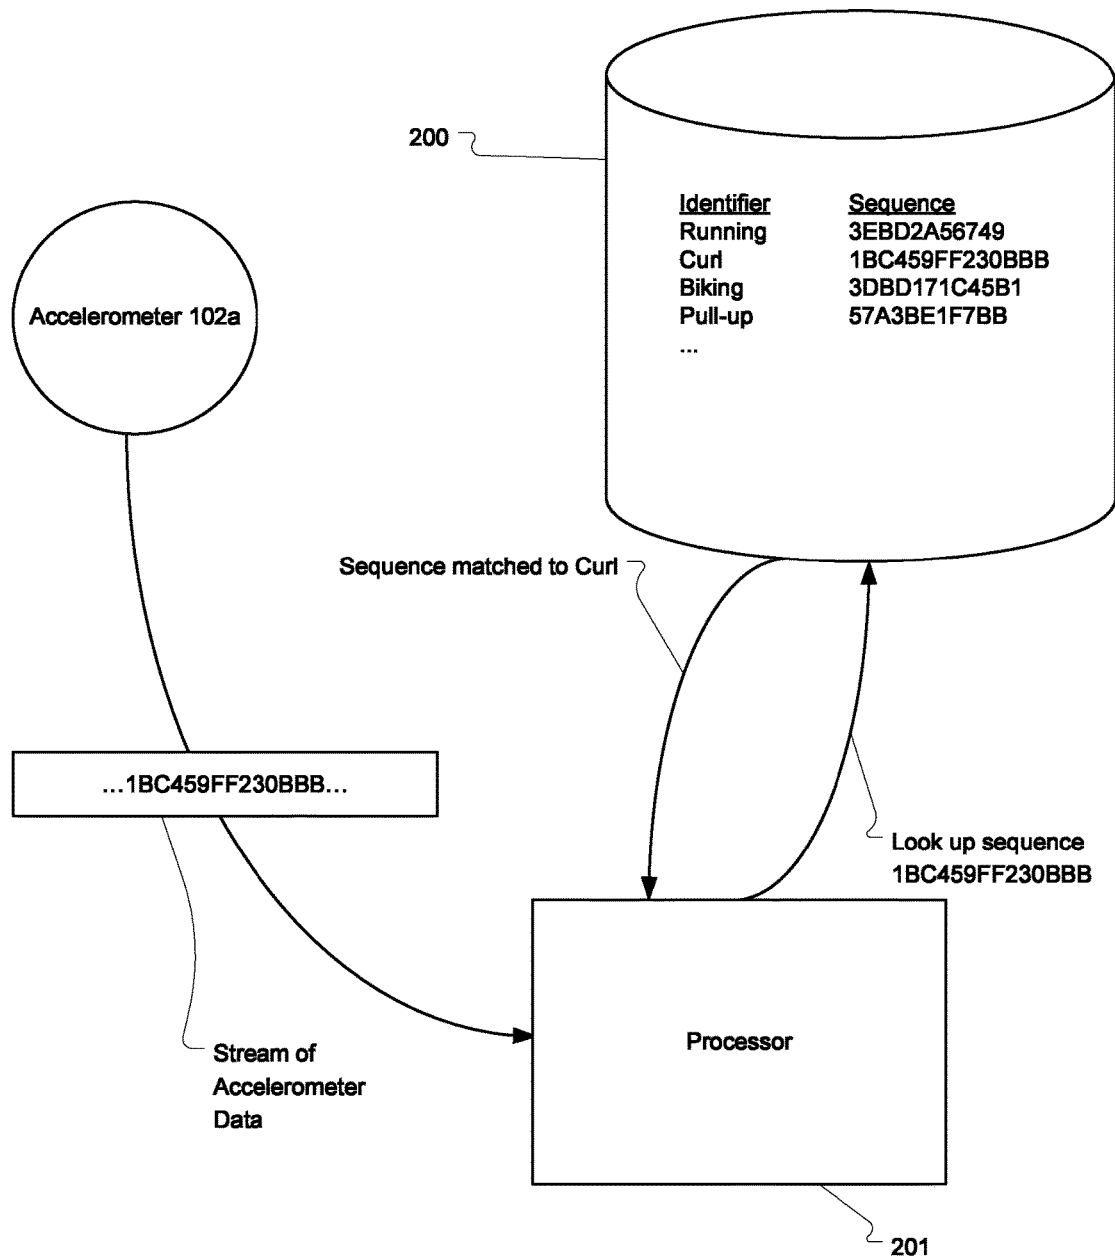 200
Identifier Sequence
Running 3EBD2A56749
Curl 1BC459FF230BBB
Biking 3DBD171C45B1
Pull-up 57A3BE1F7BB
...
Accelerometer 102a
Sequence matched to Curl
...1BC459FF230BBB...
Look up sequence
1BC459FF230BBB
Processor
Stream of
Accelerometer
Data
201